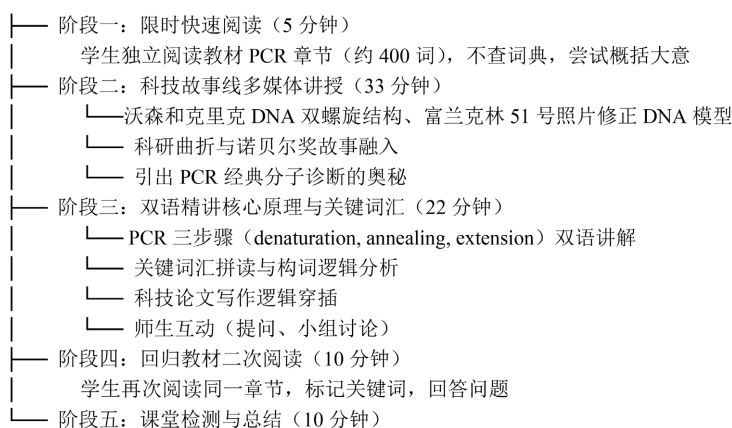 阶段一：限时快速阅读（5 分钟）
学生独立阅读教材 PCR 章节（约 400 词），不查词典，尝试概括大意
阶段二：科技故事线多媒体讲授（33 分钟）
沃森和克里克 DNA 双螺旋结构、富兰克林 51 号照片修正 DNA 模型
科研曲折与诺贝尔奖故事融入
引出 PCR 经典分子诊断的奥秘
阶段三：双语精讲核心原理与关键词汇（22 分钟）
PCR 三步骤（denaturation, annealing, extension）双语讲解
关键词汇拼读与构词逻辑分析
科技论文写作逻辑穿插
师生互动（提问、小组讨论）
阶段四：回归教材二次阅读（10 分钟）
学生再次阅读同一章节，标记关键词，回答问题
阶段五：课堂检测与总结（10 分钟）